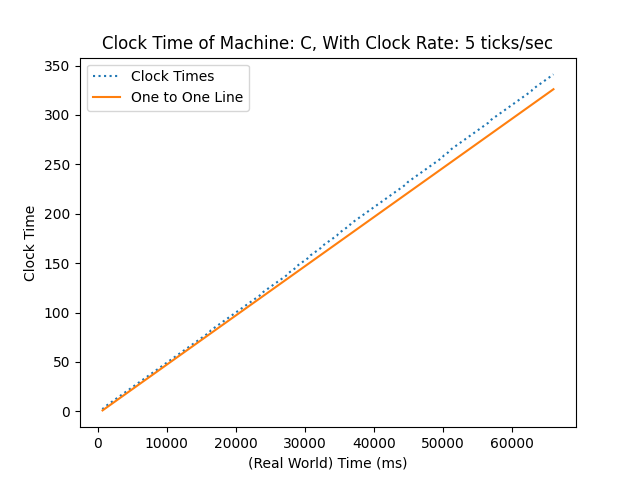 Clock Time of Machine: C, With Clock Rate: 5 ticks/sec
Clock Times
One to One Line
350
300
250
200
150
100
50
0
Clock Time
0 10000 20000 30000 40000 50000 60000
(Real World) Time (ms)